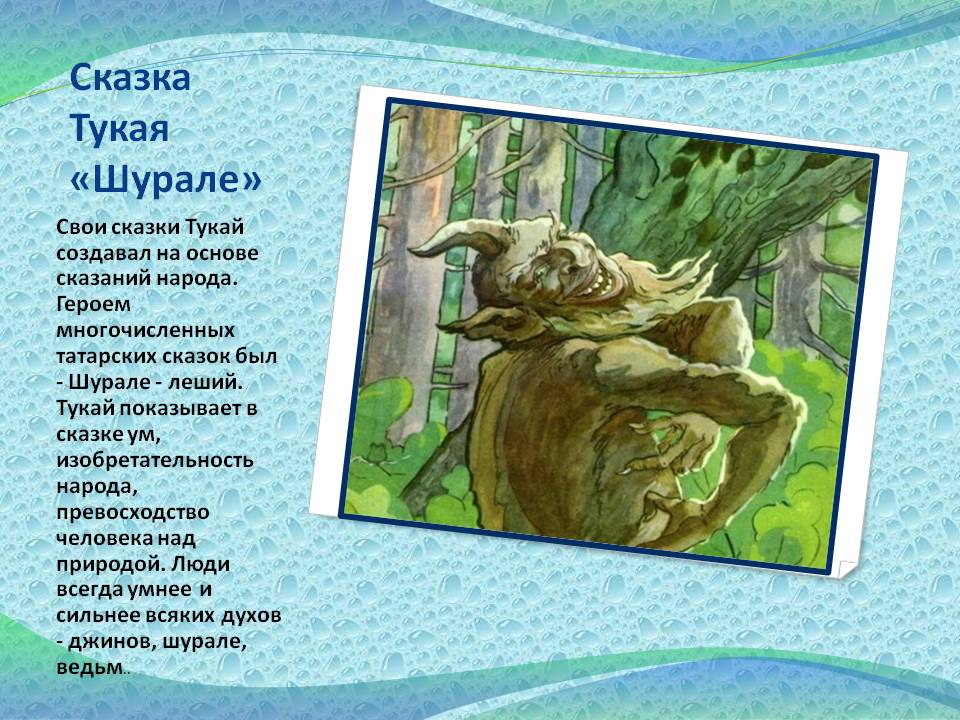 Сказка
Тукая
«Шурале»
Свои сказки Тукай
создавал на основе
сказаний народа.
Героем
многочисленных
татарских сказок был
- Шурале - леший.
Тукай показывает в
сказке ум,
изобретательность
народа,
превосходство
человека над
природой. Люди
всегда умнее и
сильнее всяких духов
- джинов, шурале,
ведьм..